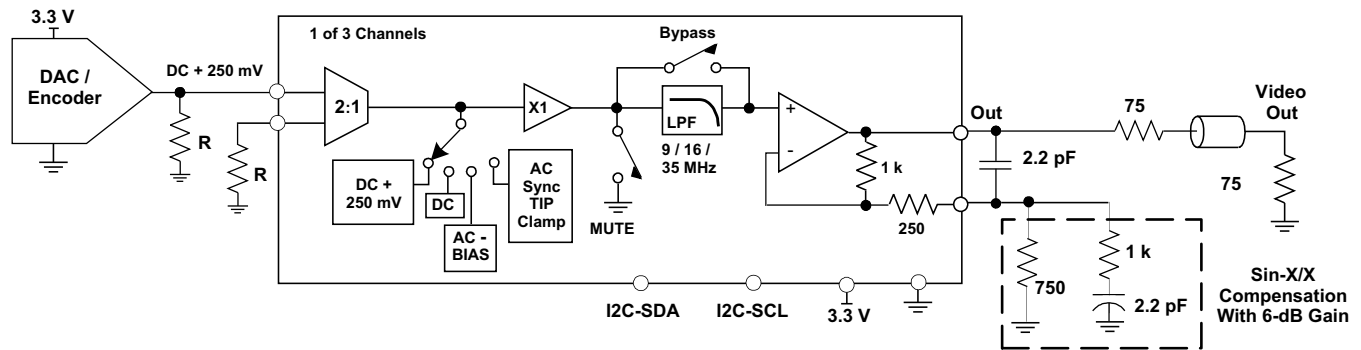 3.3 V
DAC /
Encoder
DC + 250 mV
R
R
1 of 3 Channels
2:1
X1
Bypass
LPF
9 / 16 /
35 MHz
DC +
250 mV
DC
AC -
BIAS
AC
Sync
TIP
Clamp
MUTE
+
-
1 k
250
Out
2.2 pF
75
Video
Out
75
750
1 k
2.2 pF
Sin-X/X
Compensation
With 6-dB Gain
I2C-SDA
I2C-SCL
3.3 V